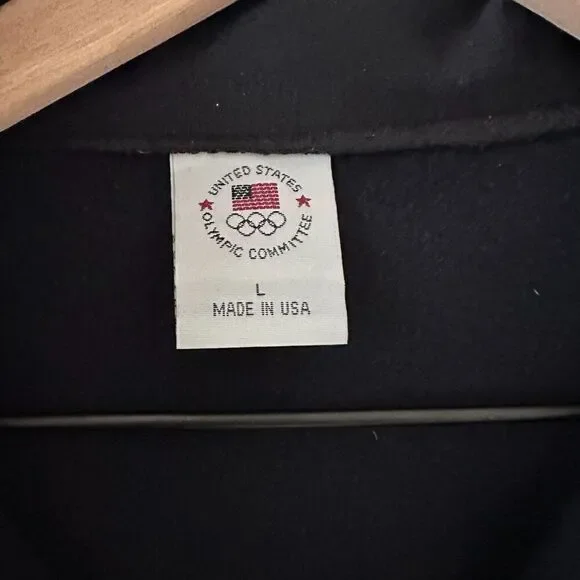 UNITED STATES
OLYMPIC COMMITTEE
L
MADE IN USA